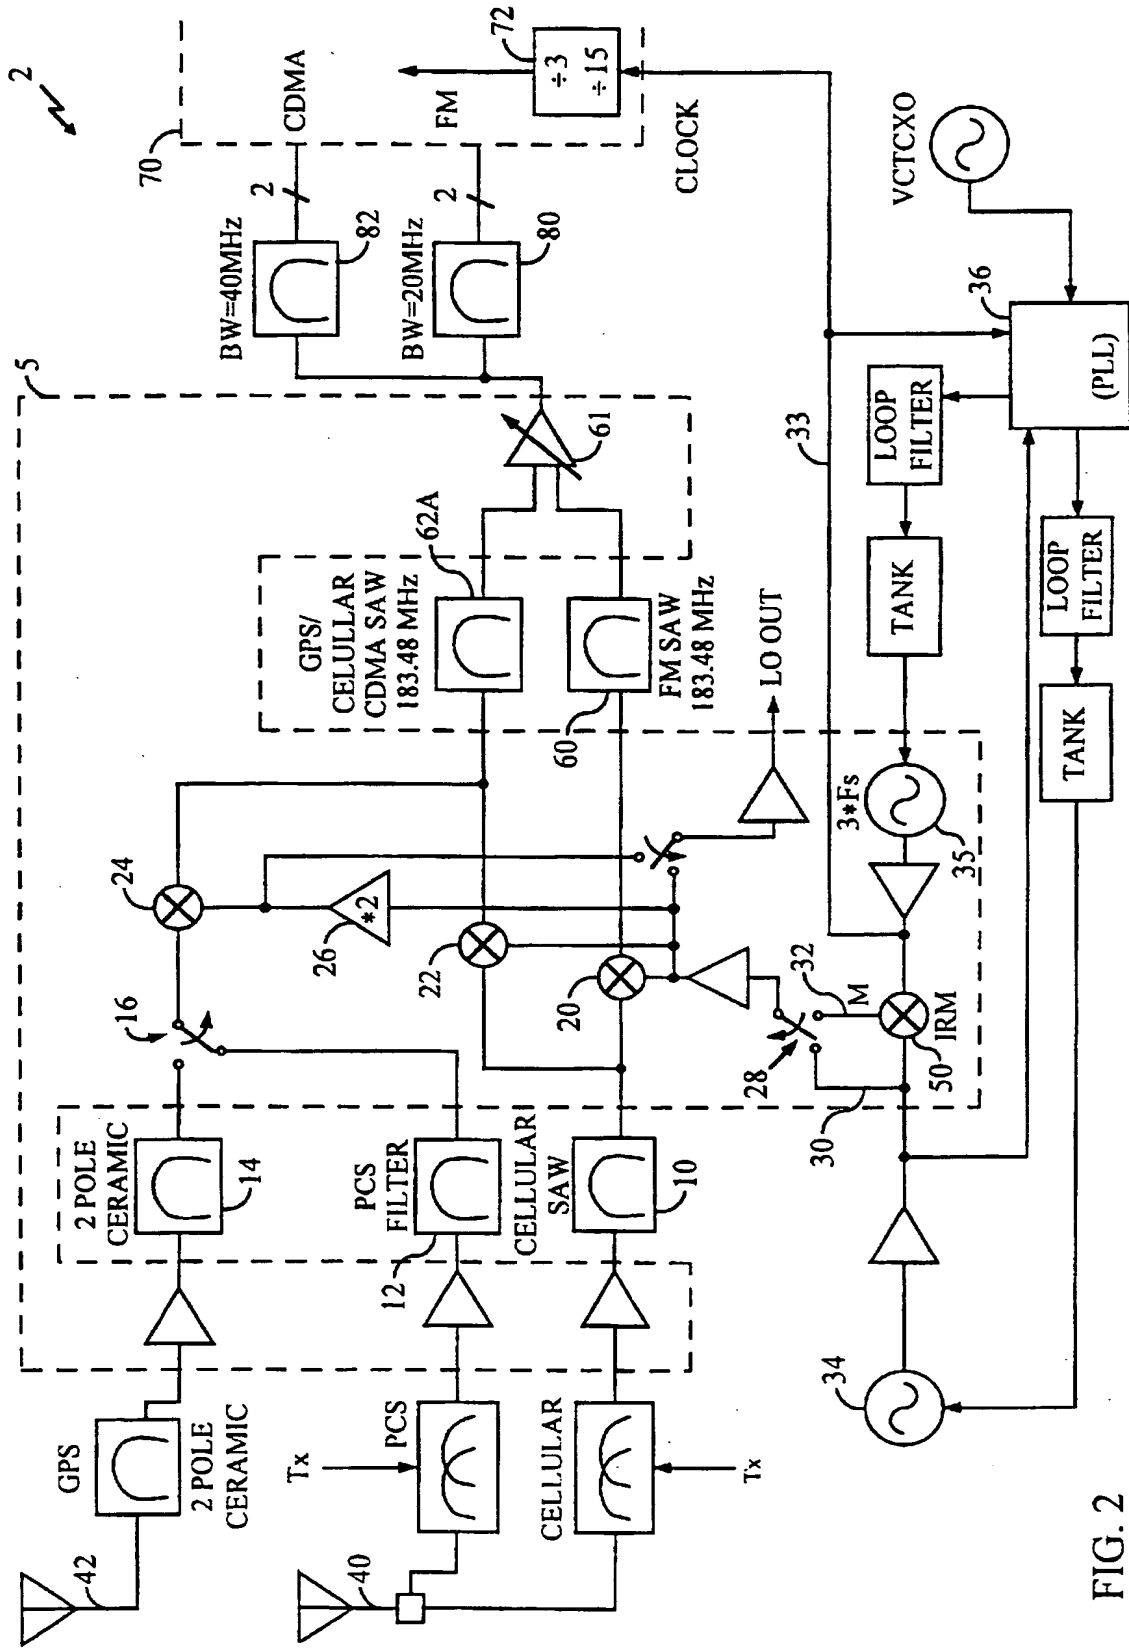 2
70
CDMA
FM
72
÷3
÷15
CLOCK
BW=40MHz
2
82
BW=20MHz
2
80
VCTCXO
36
(PLL)
5
61
GPS/
CELULLAR
CDMA SAW
183.48 MHz
62A
60
FM SAW
183.48 MHz
33
LOOP
FILTER
TANK
LOOP
FILTER
TANK
LO OUT
3*Fs
35
24
*2
26
22
20
16
28
32
M
IRM
50
30
2 POLE
CERAMIC
14
PCS
FILTER
12
CELLULAR
SAW
10
34
GPS
2 POLE
CERAMIC
42
Tx
PCS
40
CELLULAR
Tx
FIG. 2